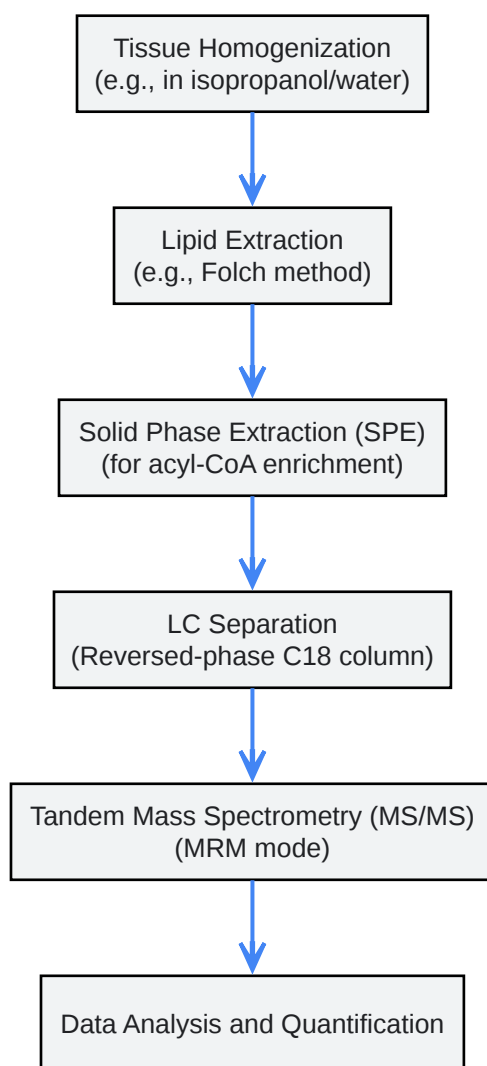 Tissue Homogenization
(e.g., in isopropanol/water)
Lipid Extraction
(e.g., Folch method)
Solid Phase Extraction (SPE)
(for acyl-CoA enrichment)
LC Separation
(Reversed-phase C18 column)
Tandem Mass Spectrometry (MS/MS)
(MRM mode)
Data Analysis and Quantification